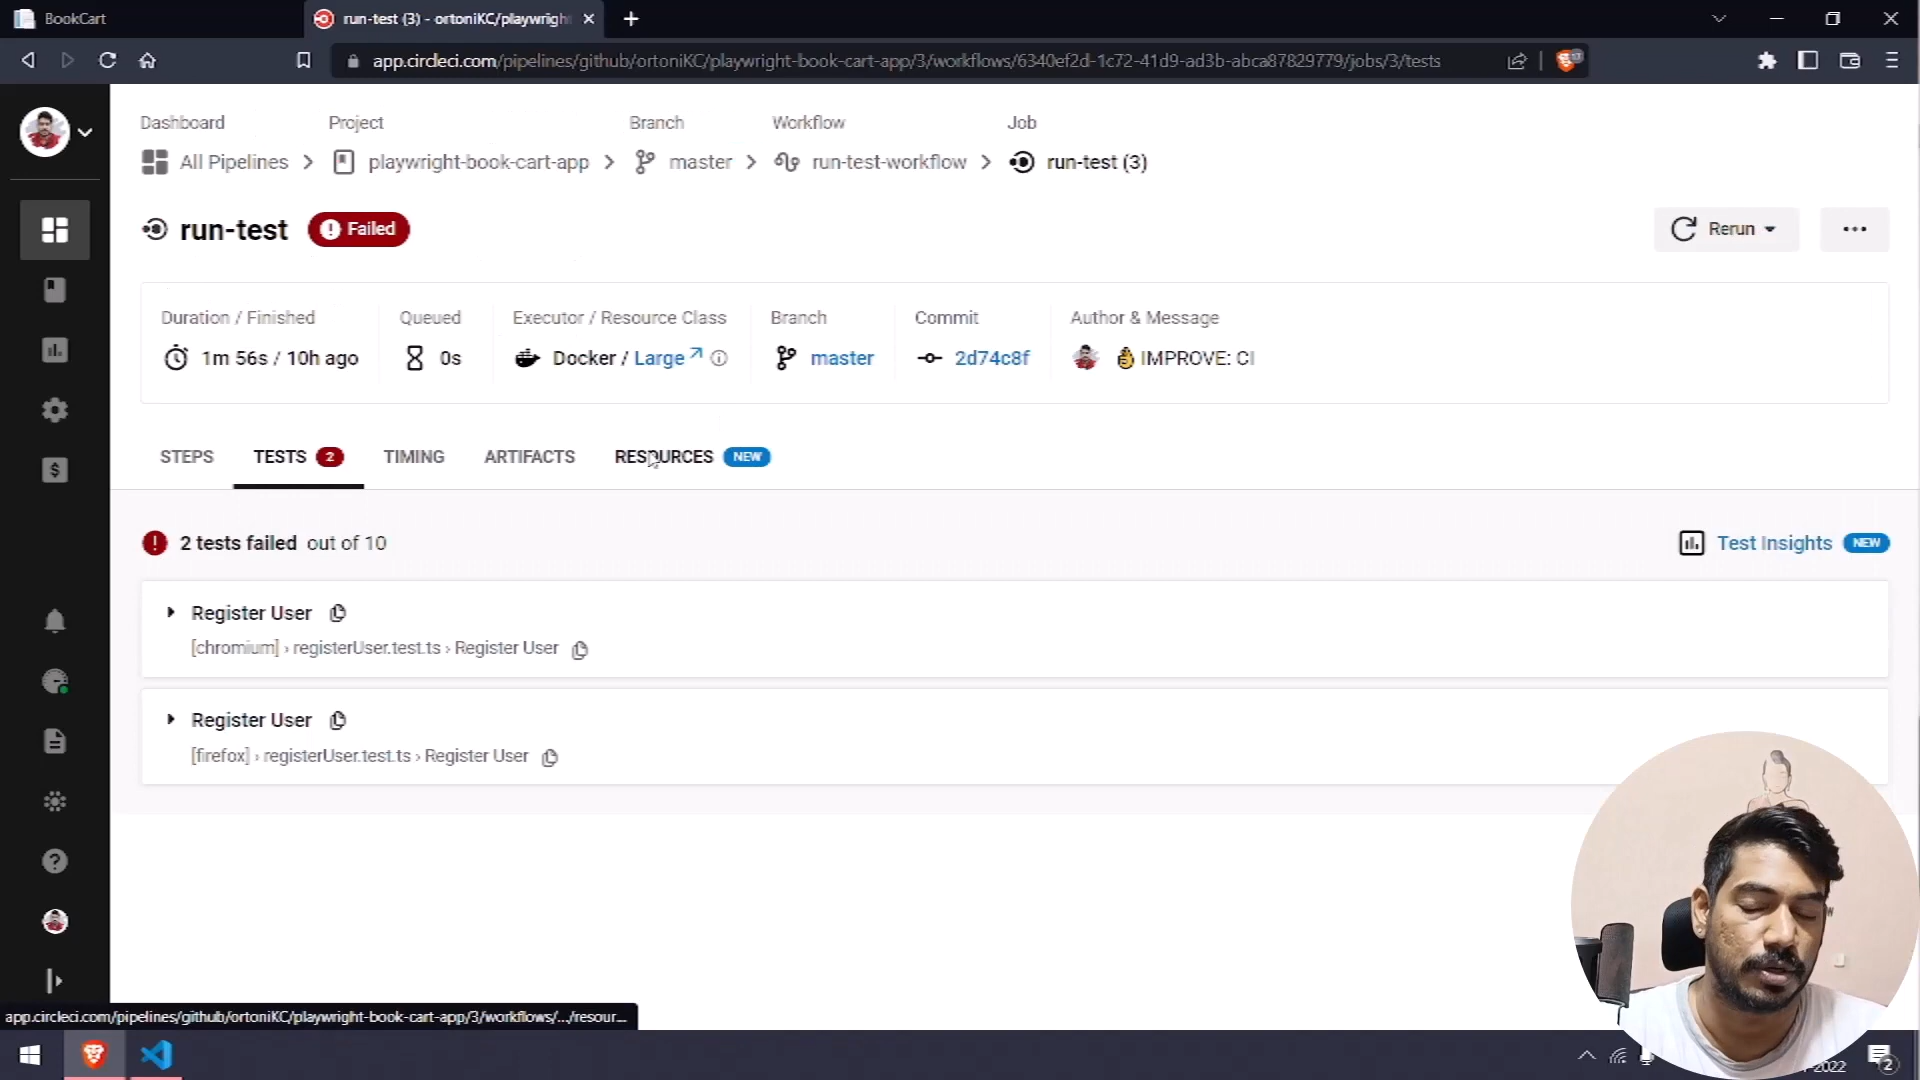 BookCart
run-test (3) - ortoniKC/playwrigh
app.circleci.com/pipelines/github/ortoniKC/playwright-book-cart-app/3/workflows/6340ef2d-1c72-41d9-ad3b-abca87829779/jobs/3/tests
Dashboard Project Branch Workflow Job
All Pipelines playwright-book-cart-app master run-test-workflow run-test (3)
run-test Failed Rerun
Duration / Finished Queued Executor / Resource Class Branch Commit Author & Message
1m 56s / 10h ago 0s Docker / Large master 2d74c8f 👌 IMPROVE: CI
STEPS TESTS 2 TIMING ARTIFACTS RESOURCES NEW
2 tests failed out of 10 Test Insights NEW
Register User
[chromium] › registerUser.test.ts › Register User
Register User
[firefox] › registerUser.test.ts › Register User
app.circleci.com/pipelines/github/ortoniKC/playwright-book-cart-app/3/workflows/…/resour…
2